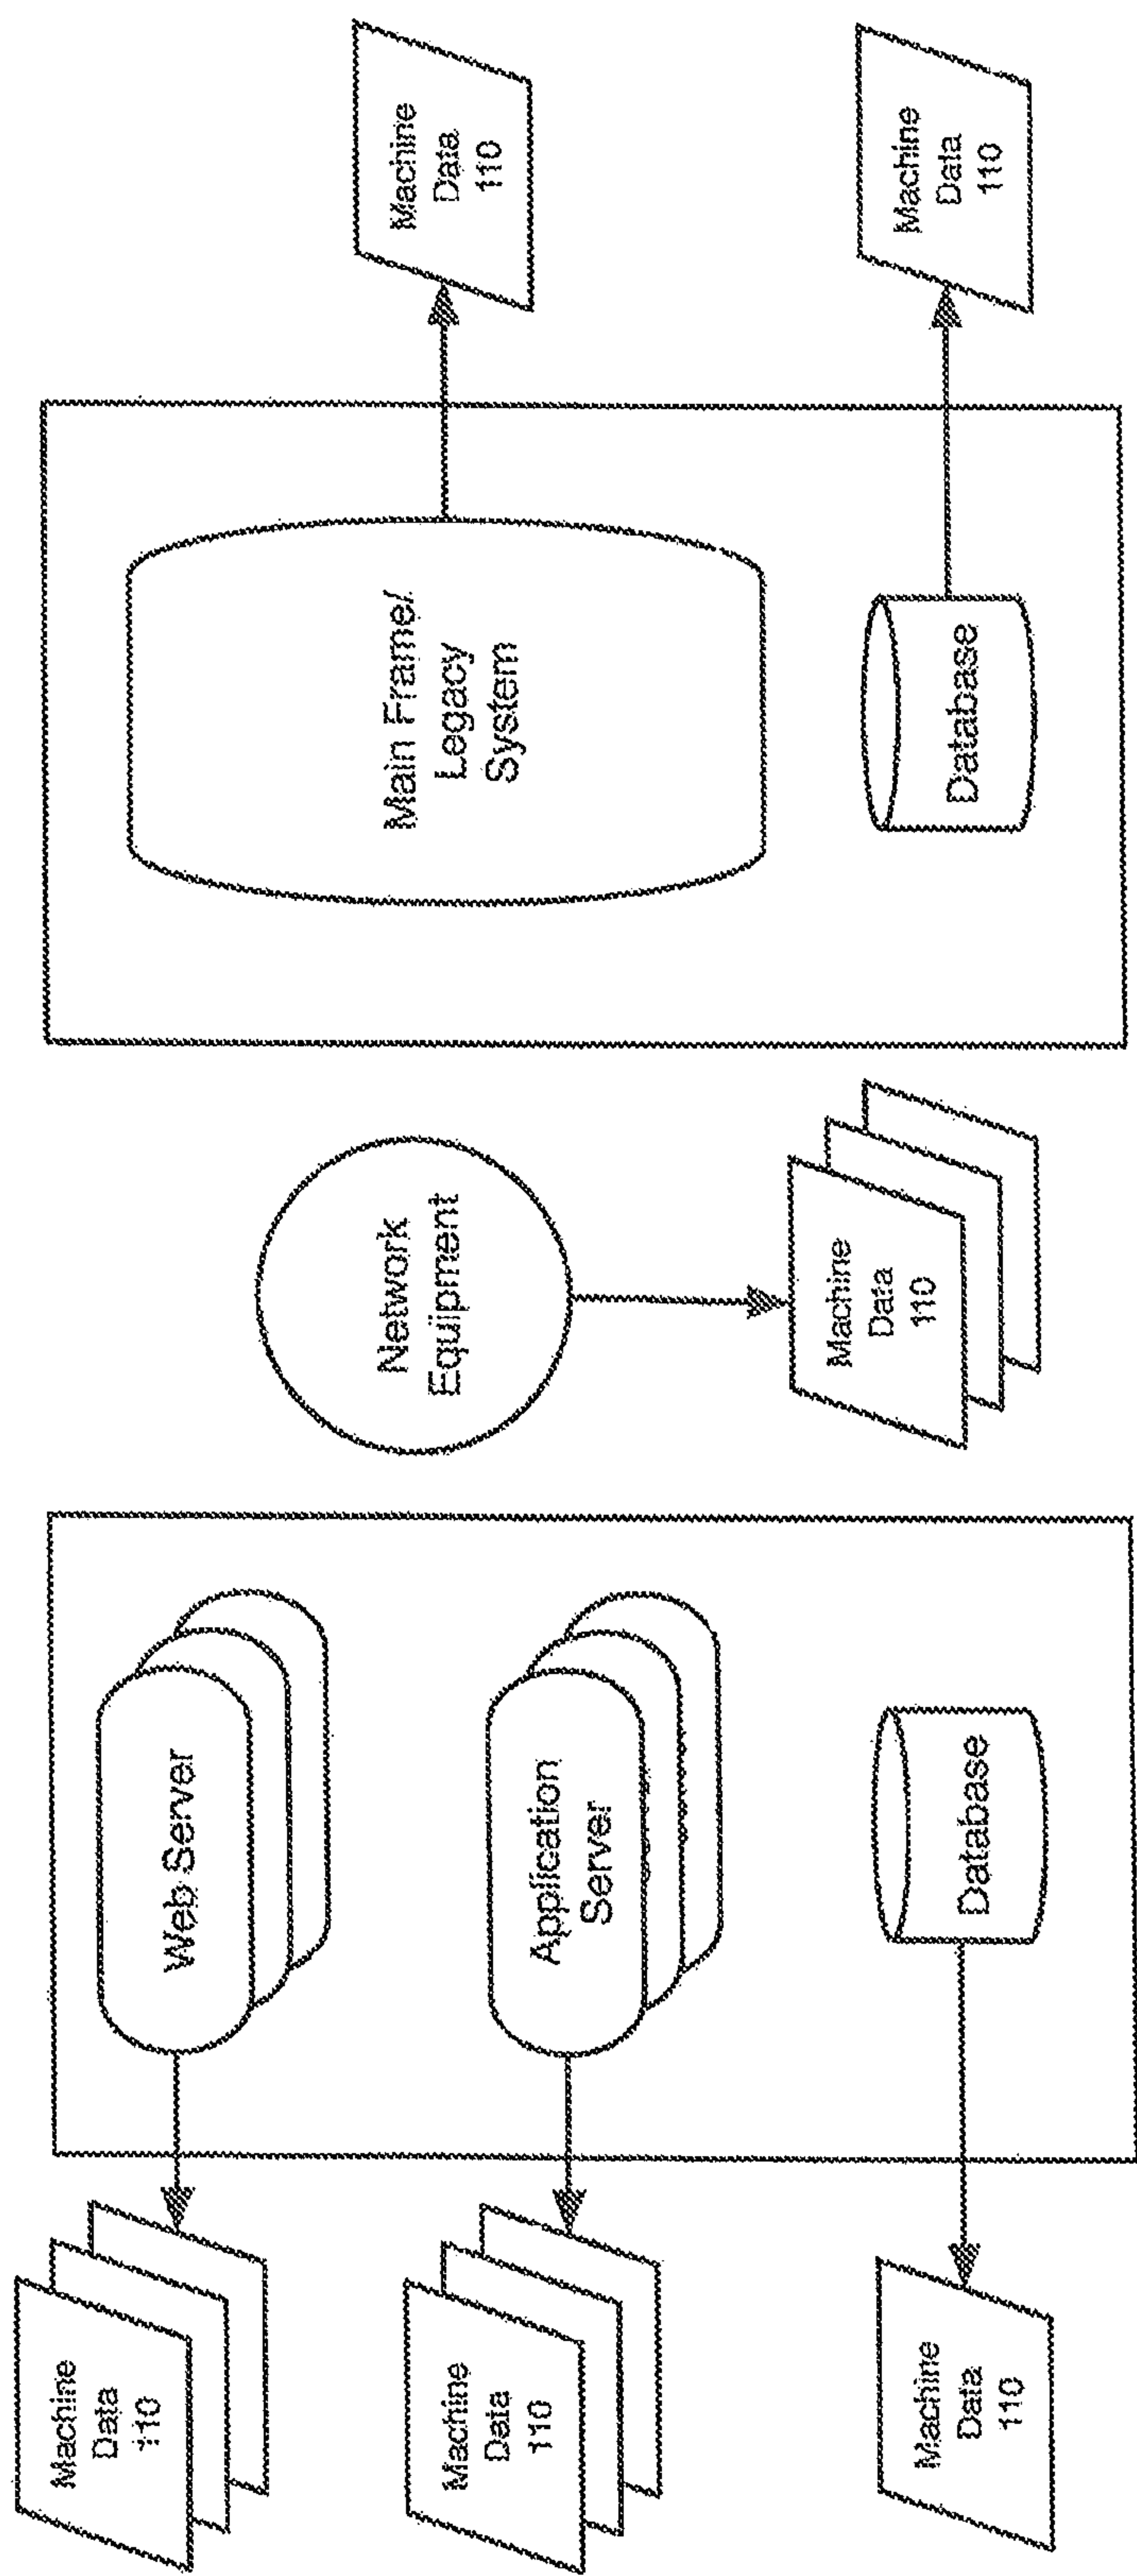 Machine
Data
110
Web Server
Machine
Data
110
Application
Server
Machine
Data
110
Database
Network
Equipment
Machine
Data
110
Main Frame/
Legacy
System
Database
Machine
Data
110
Machine
Data
110